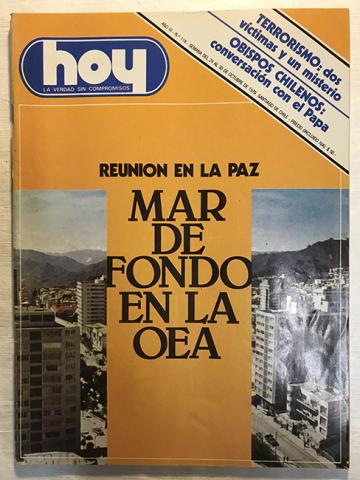 hoy
LA VERDAD SIN COMPROMISOS
TERRORISMO: dos
víctimas y un misterio
OBISPOS CHILENOS:
conversación con el Papa
REUNION EN LA PAZ
MAR
DE
FONDO
EN LA
OEA